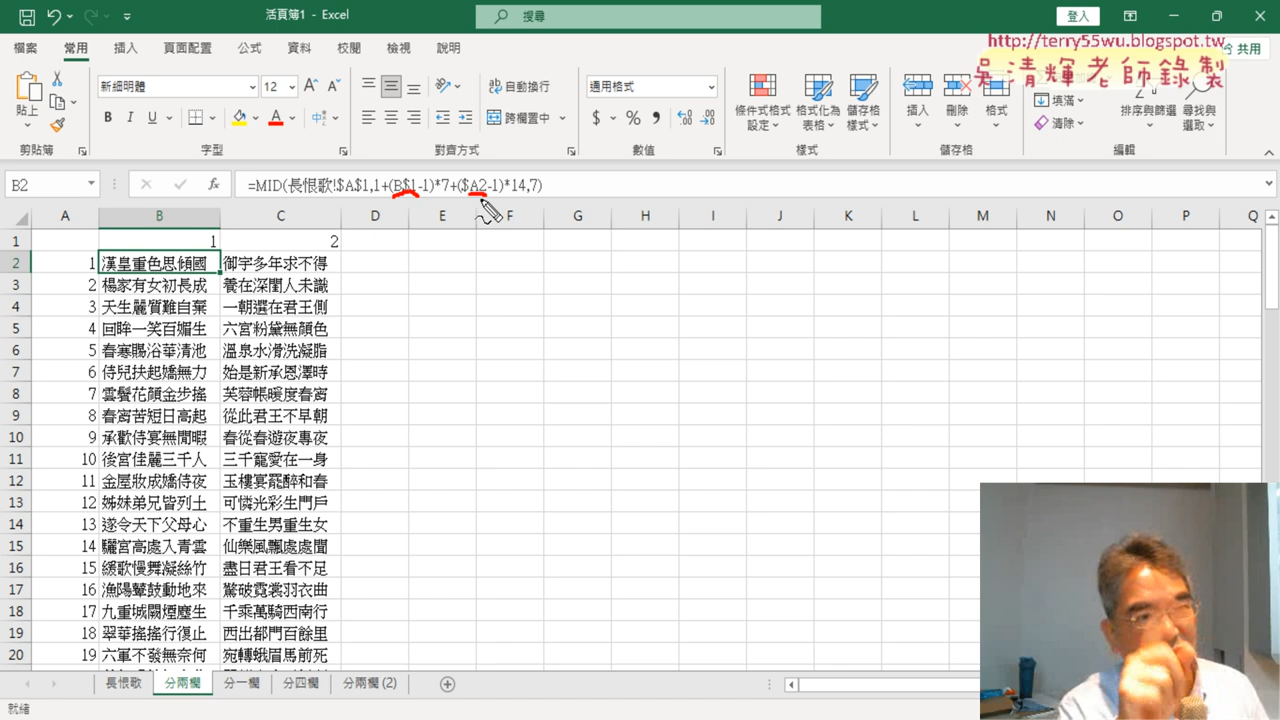 活頁簿1 - Excel
搜尋
登入
檔案 常用 插入 頁面配置 公式 資料 校閱 檢視 說明
共用
http://terry55wu.blogspot.tw
吳清輝老師錄製
貼上
新細明體 12
自動換行
跨欄置中
通用格式
條件式格式設定
格式化為表格
儲存格樣式
插入 刪除 格式
填滿
清除
排序與篩選
尋找與選取
剪貼簿 字型 對齊方式 數值 樣式 儲存格 編輯
B2
=MID(長恨歌!$A$1,1+(B$1-1)*7+($A2-1)*14,7)
A B C D E F G H I J K L M N O P Q
1 1 2
2 1 漢皇重色思傾國 御宇多年求不得
3 2 楊家有女初長成 養在深閨人未識
4 3 天生麗質難自棄 一朝選在君王側
5 4 回眸一笑百媚生 六宮粉黛無顏色
6 5 春寒賜浴華清池 溫泉水滑洗凝脂
7 6 侍兒扶起嬌無力 始是新承恩澤時
8 7 雲鬢花顏金步搖 芙蓉帳暖度春宵
9 8 春宵苦短日高起 從此君王不早朝
10 9 承歡侍宴無閒暇 春從春遊夜專夜
11 10 後宮佳麗三千人 三千寵愛在一身
12 11 金屋妝成嬌侍夜 玉樓宴罷醉和春
13 12 姊妹弟兄皆列土 可憐光彩生門戶
14 13 遂令天下父母心 不重生男重生女
15 14 驪宮高處入青雲 仙樂風飄處處聞
16 15 緩歌慢舞凝絲竹 盡日君王看不足
17 16 漁陽鼙鼓動地來 驚破霓裳羽衣曲
18 17 九重城闕煙塵生 千乘萬騎西南行
19 18 翠華搖搖行復止 西出都門百餘里
20 19 六軍不發無奈何 宛轉蛾眉馬前死
長恨歌 分兩欄 分一欄 分四欄 分兩欄 (2)
就緒